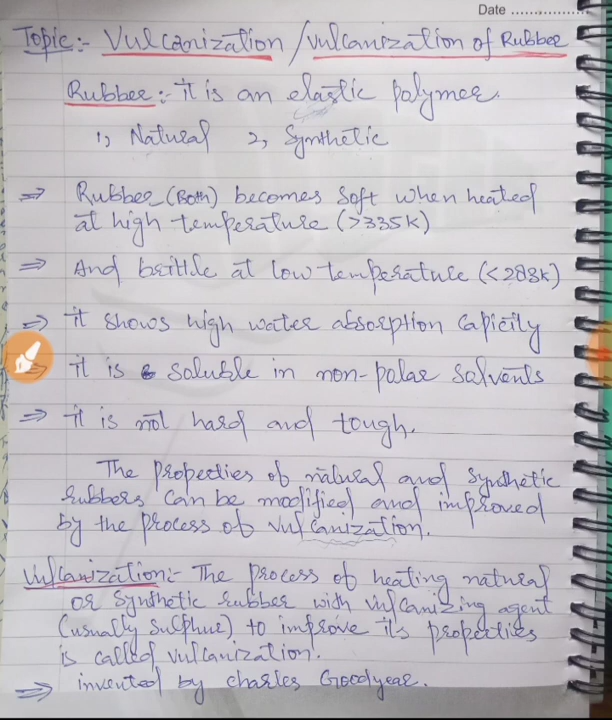 Date ..............
Topic:- Vulcanization / Vulcanization of Rubber
Rubber:- it is an elastic polymer.
1, Natural 2, Synthetic
⇒ Rubber (Both) becomes soft when heated
at high temperature (>335K)
⇒ And brittle at low temperature (<283K)
⇒ it shows high water absorption capicity
it is soluble in non-polar solvents
⇒ it is not hard and tough.
The properties of natural and synthetic
rubbers can be modified and improved
by the process of vulcanization.
Vulcanization:- The process of heating natural
or synthetic rubber with vulcanizing agent
(usually sulphur) to improve its properties
is called vulcanization.
⇒ invented by charles Goodyear.